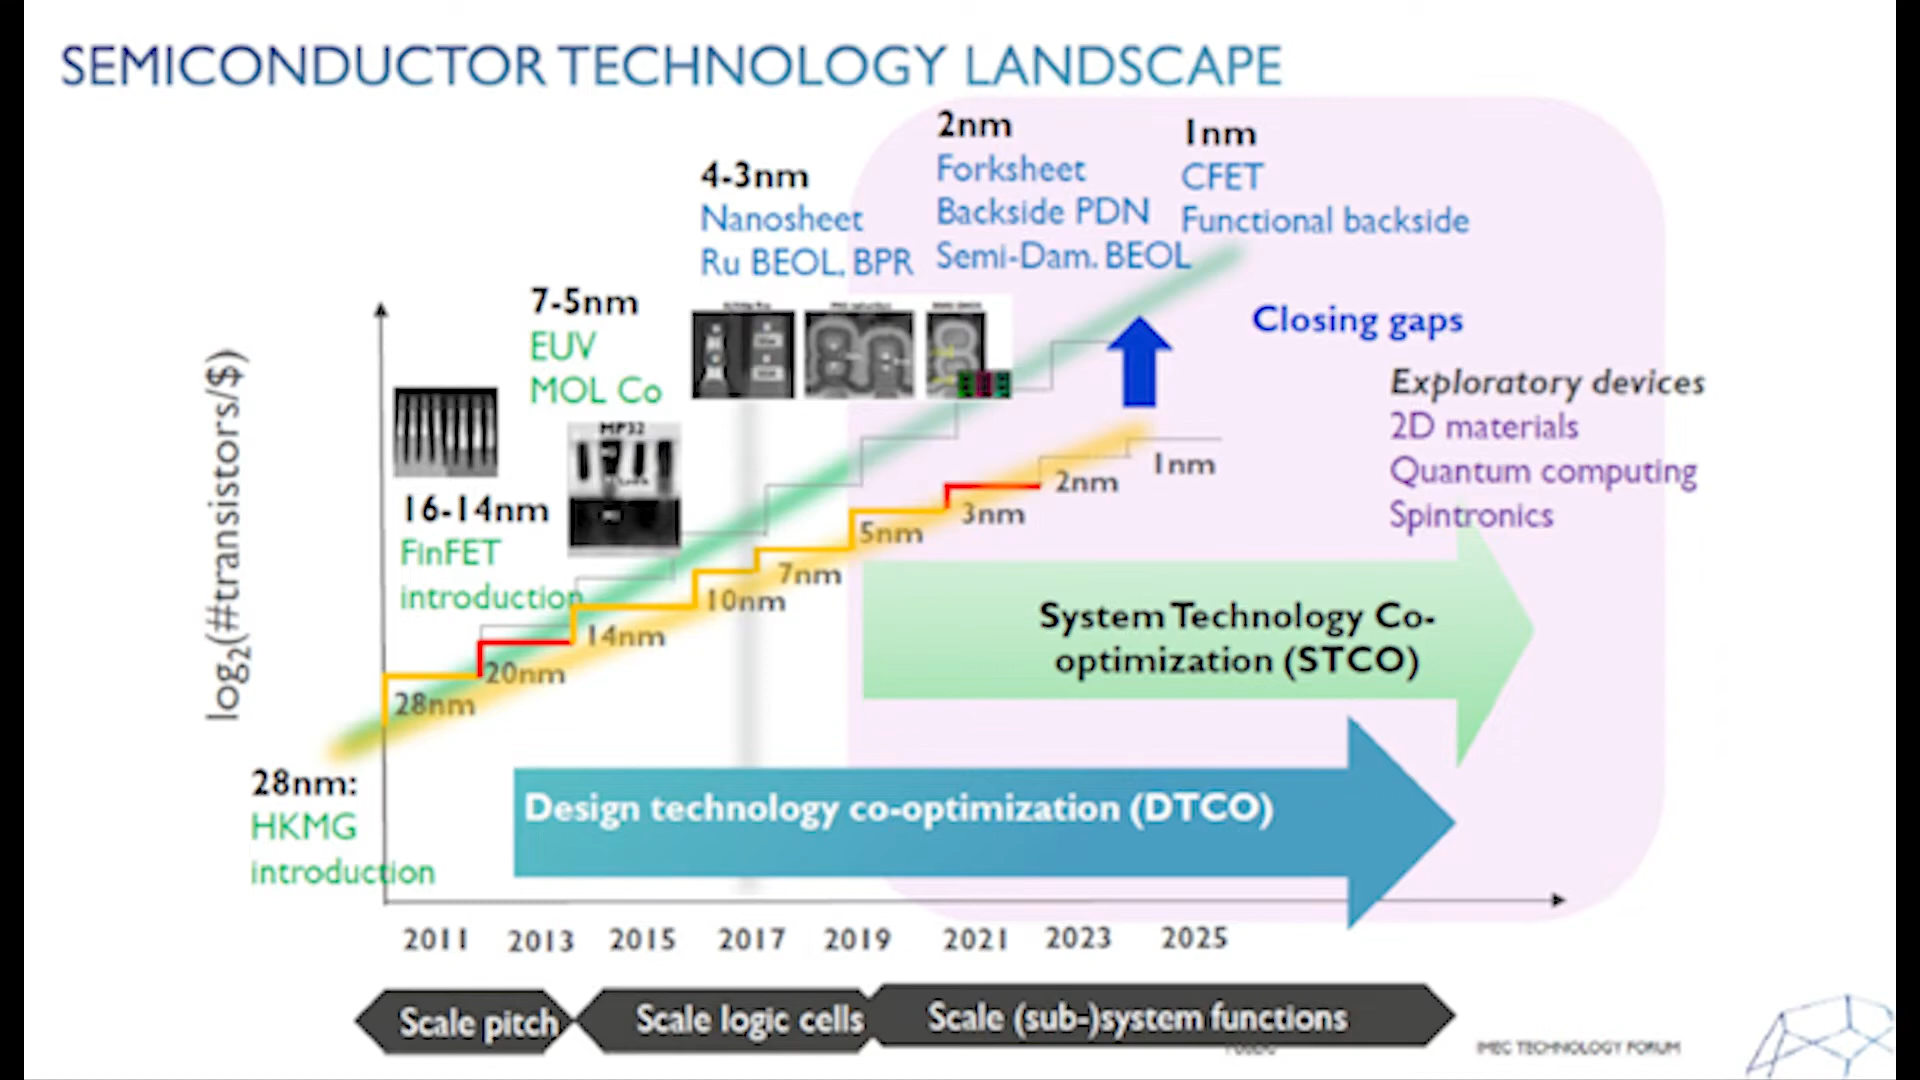 SEMICONDUCTOR TECHNOLOGY LANDSCAPE
2nm
Forksheet
Backside PDN
Semi-Dam. BEOL
1nm
CFET
Functional backside
4-3nm
Nanosheet
Ru BEOL, BPR
7-5nm
EUV
MOL Co
MP32
16-14nm
FinFET
introduction
28nm:
HKMG
introduction
log2(#transistors/$)
Closing gaps
Exploratory devices
2D materials
Quantum computing
Spintronics
28nm
20nm
14nm
10nm
7nm
5nm
3nm
2nm
1nm
System Technology Co-
optimization (STCO)
Design technology co-optimization (DTCO)
2011 2013 2015 2017 2019 2021 2023 2025
Scale pitch
Scale logic cells
Scale (sub-)system functions
IMEC TECHNOLOGY FORUM